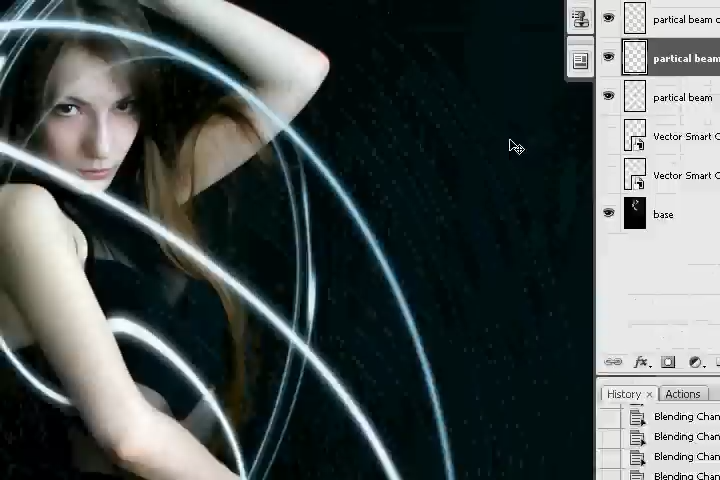 partical beam c
partical beam
partical beam
Vector Smart O
Vector Smart O
base
fx
History ×
Actions
Blending Chan
Blending Chan
Blending Chan
Blending Chan